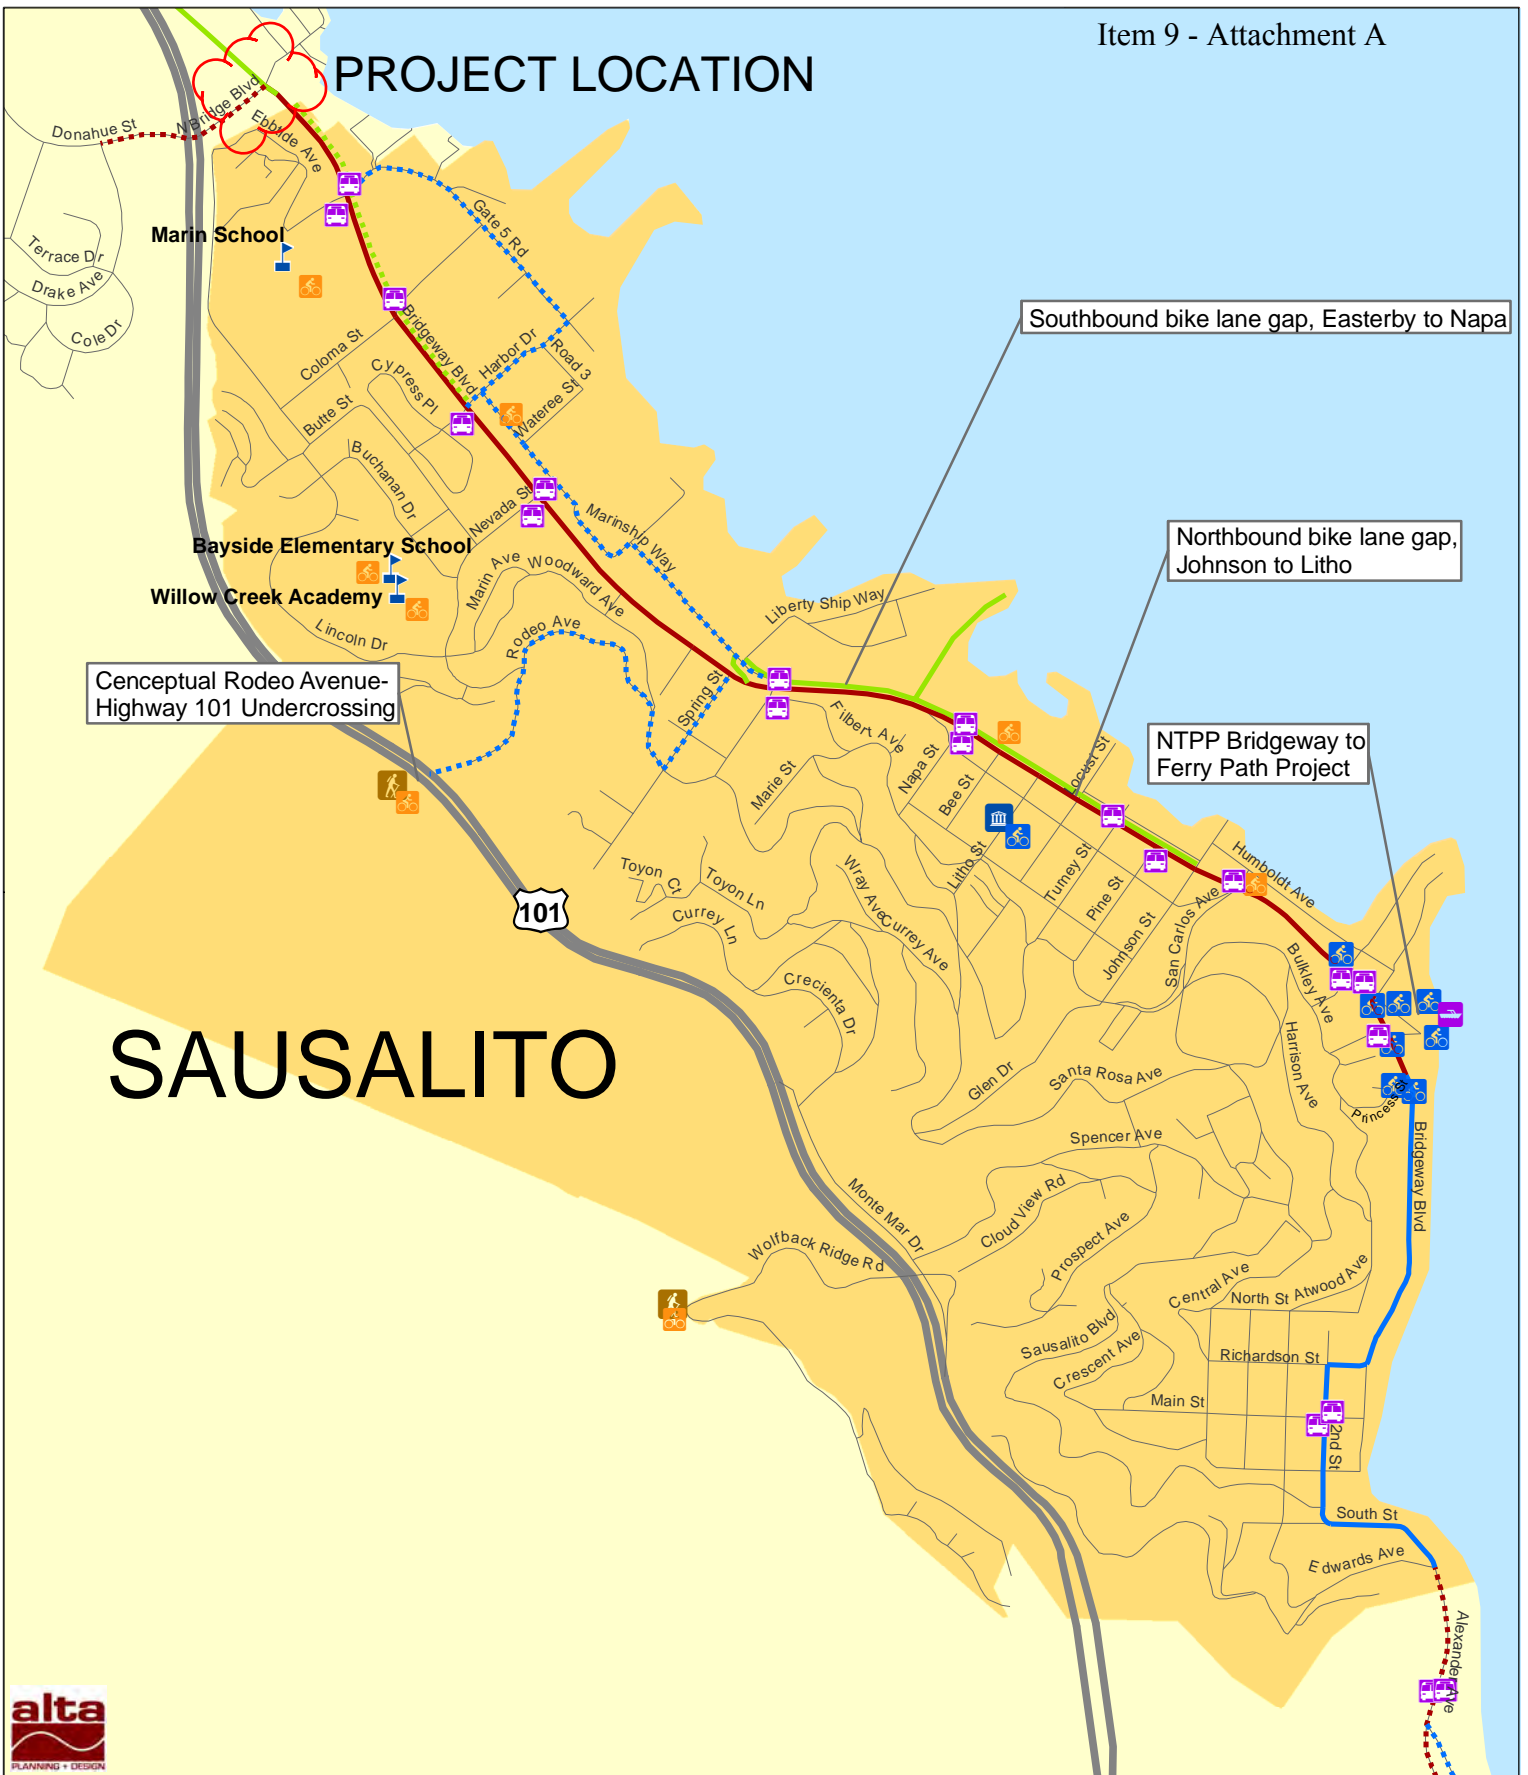 Item 9 - Attachment A
PROJECT LOCATION
N Bridge Blvd
Donahue St
Ebbtide Ave
Marin School
Gate 5 Rd
Terrace Dr
Drake Ave
Cole Dr
Southbound bike lane gap, Easterby to Napa
Coloma St
Bridgeway Blvd
Harbor Dr
Road 3
Cypress Pl
Wateree St
Butte St
Buchanan Dr
Nevada St
Marinship Way
Northbound bike lane gap,
Johnson to Litho
Bayside Elementary School
Willow Creek Academy
Marin Ave
Woodward Ave
Liberty Ship Way
Lincoln Dr
Rodeo Ave
Cenceptual Rodeo Avenue-
Highway 101 Undercrossing
Spring St
Filbert Ave
Napa St
Locust St
NTPP Bridgeway to
Ferry Path Project
Marie St
Bee St
Litho St
Turney St
Pine St
Johnson St
San Carlos Ave
Humboldt Ave
Toyon Ct
Toyon Ln
Wray Ave
Currey Ln
Currey Ave
101
Bulkley Ave
Crecienta Dr
SAUSALITO
Harrison Ave
Glen Dr
Santa Rosa Ave
Princess St
Spencer Ave
Bridgeway Blvd
Monte Mar Dr
Cloud View Rd
Prospect Ave
Wolfback Ridge Rd
Central Ave
North St
Atwood Ave
Sausalito Blvd
Crescent Ave
Richardson St
Main St
2nd St
South St
Edwards Ave
Alexander Ave
alta
PLANNING + DESIGN